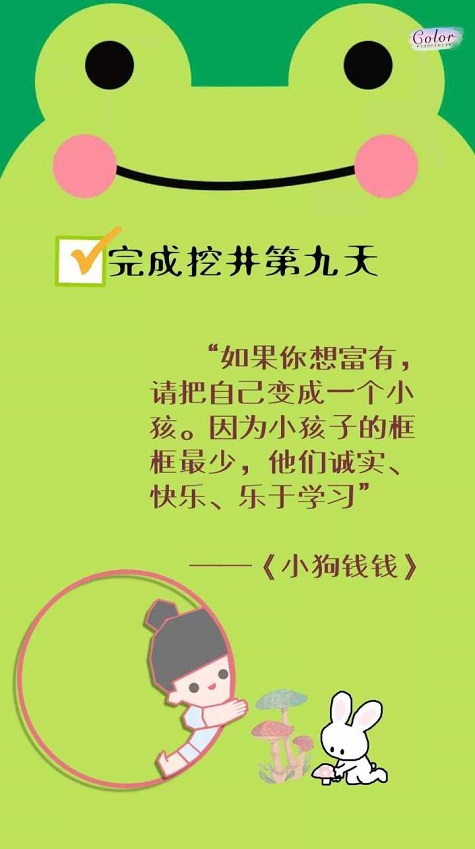 Color
完成挖井第九天
“如果你想富有，
请把自己变成一个小
孩。因为小孩子的框
框最少，他们诚实、
快乐、乐于学习”
——《小狗钱钱》